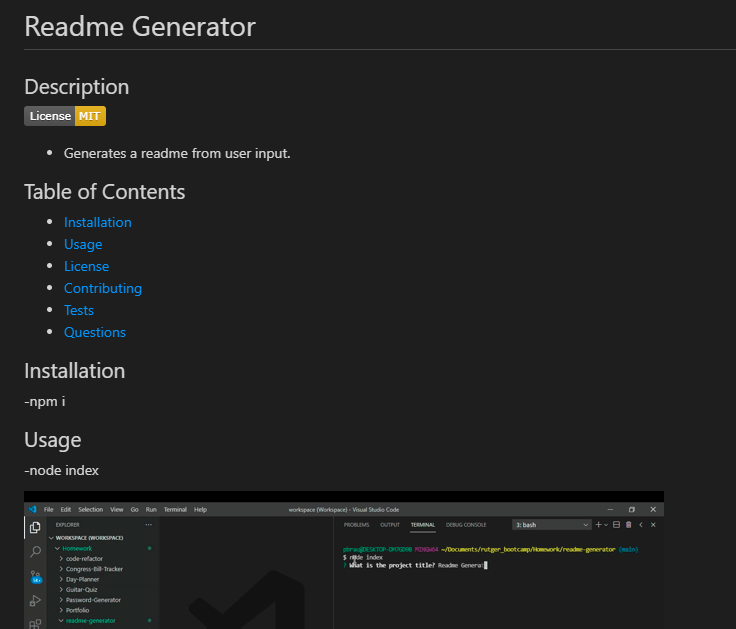 Readme Generator
Description
License MIT
Generates a readme from user input.
Table of Contents
Installation
Usage
License
Contributing
Tests
Questions
Installation
-npm i
Usage
-node index
File Edit Selection View Go Run Terminal Help
workspace (Workspace) - Visual Studio Code
EXPLORER
WORKSPACE (WORKSPACE)
Homework
code-refactor
Congress-Bill-Tracker
Day-Planner
Guitar-Quiz
Password-Generator
Portfolio
readme-generator
PROBLEMS OUTPUT TERMINAL DEBUG CONSOLE
3: bash
~/Documents/rutger_bootcamp/Homework/readme-generator (main)
$ node index
? What is the project title? Readme Generat